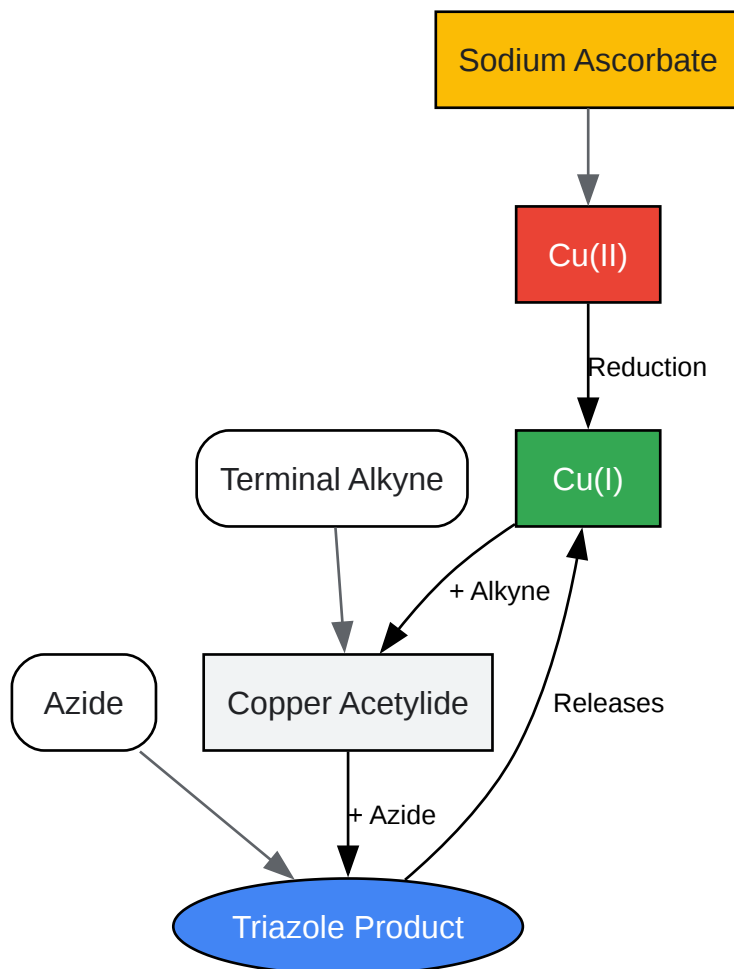 Sodium Ascorbate
Cu(II)
Reduction
Terminal Alkyne
Cu(I)
+ Alkyne
Azide
Copper Acetylide
Releases
+ Azide
Triazole Product